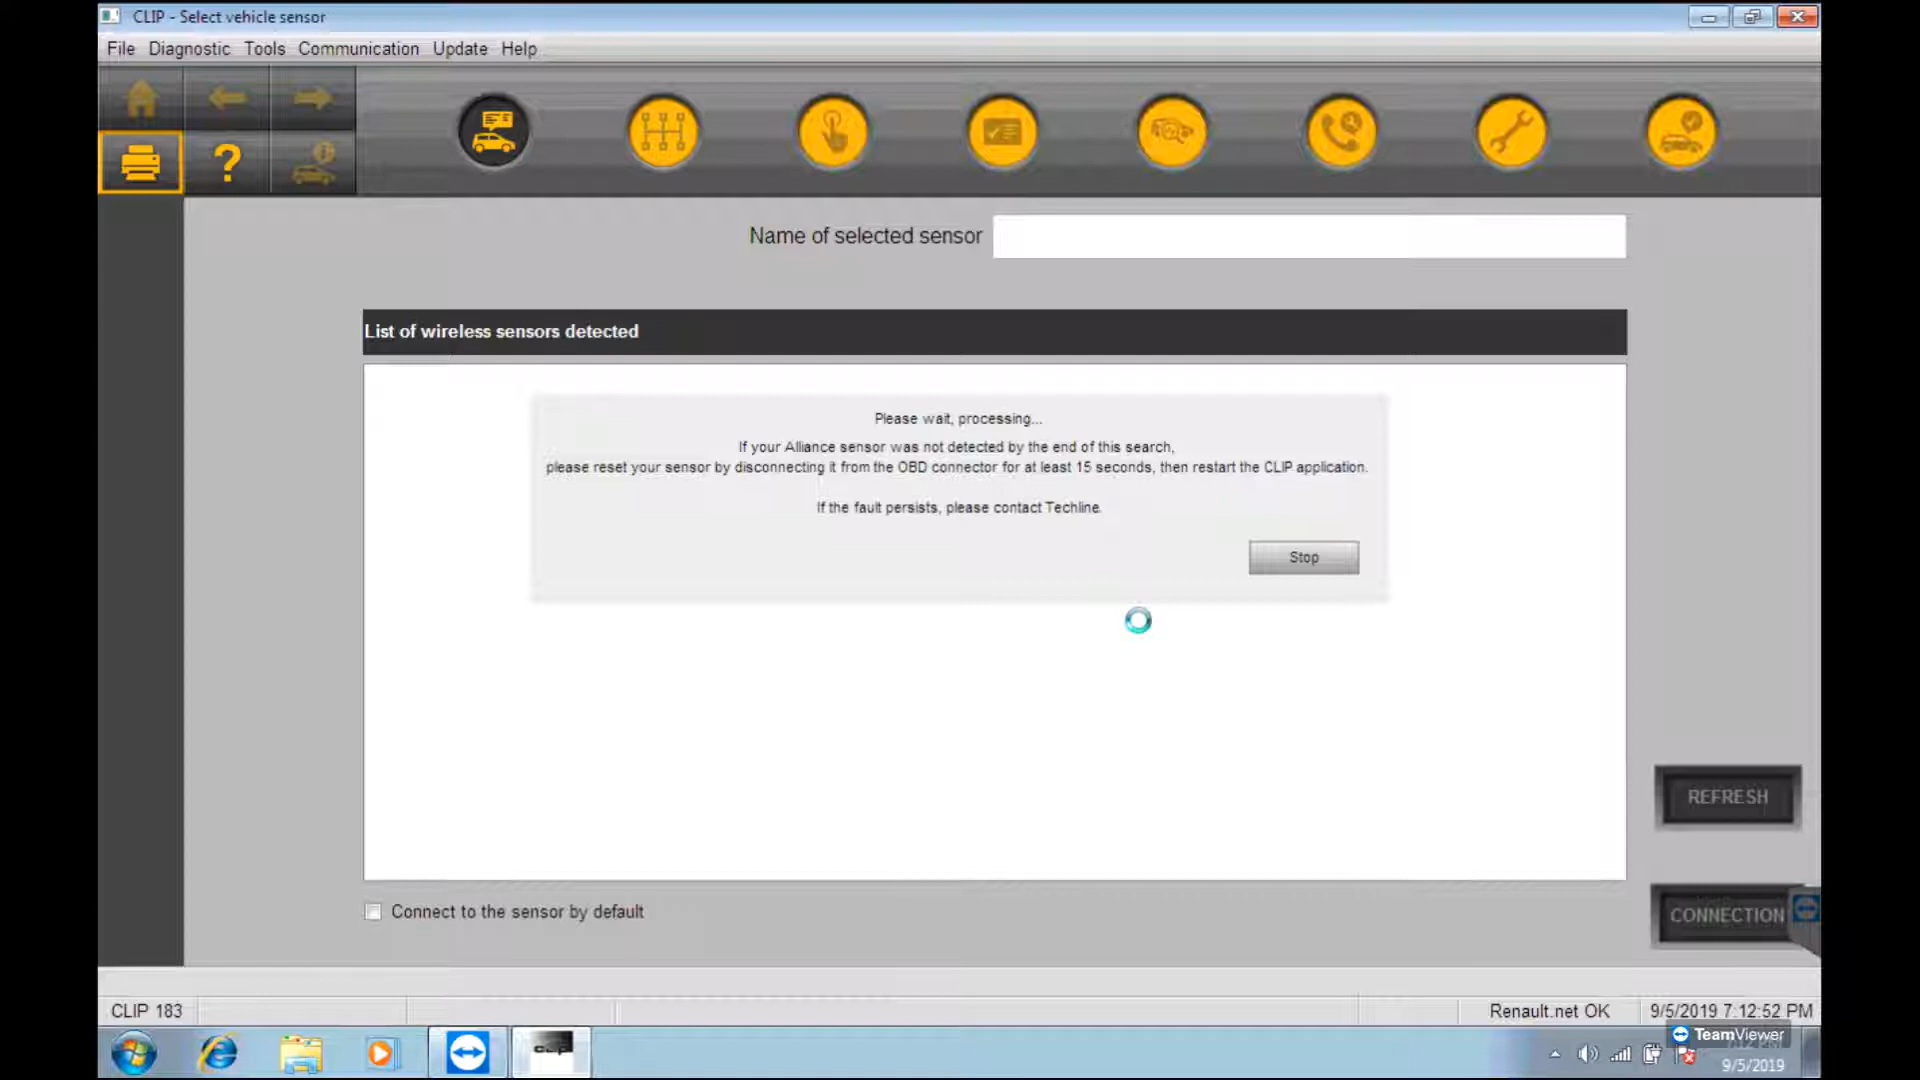 CLIP - Select vehicle sensor
File Diagnostic Tools Communication Update Help
?
Name of selected sensor
List of wireless sensors detected
Please wait, processing...
If your Alliance sensor was not detected by the end of this search,
please reset your sensor by disconnecting it from the OBD connector for at least 15 seconds, then restart the CLIP application.
If the fault persists, please contact Techline.
Stop
REFRESH
Connect to the sensor by default
CONNECTION
CLIP 183
Renault.net OK
9/5/2019 7:12:52 PM
TeamViewer
9/5/2019